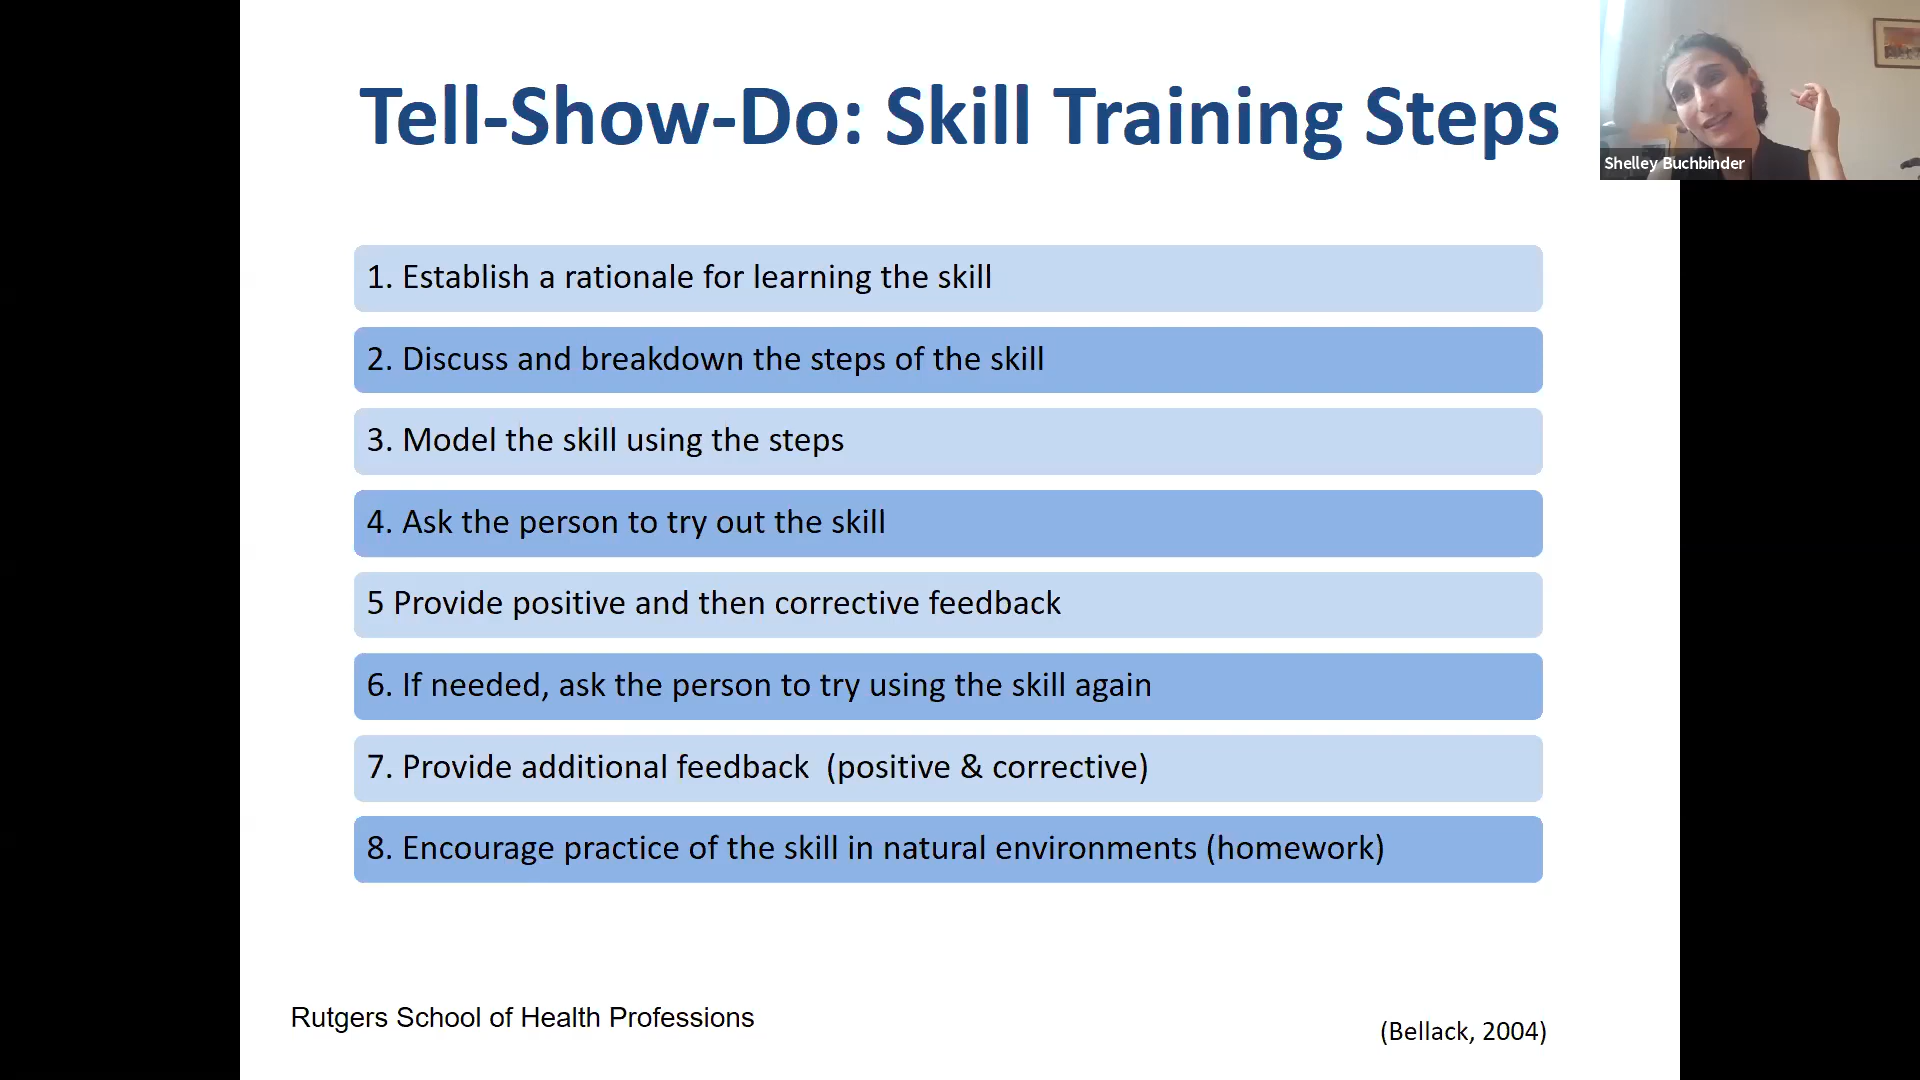 Tell-Show-Do: Skill Training Steps
Shelley Buchbinder
1. Establish a rationale for learning the skill
2. Discuss and breakdown the steps of the skill
3. Model the skill using the steps
4. Ask the person to try out the skill
5 Provide positive and then corrective feedback
6. If needed, ask the person to try using the skill again
7. Provide additional feedback  (positive & corrective)
8. Encourage practice of the skill in natural environments (homework)
Rutgers School of Health Professions
(Bellack, 2004)